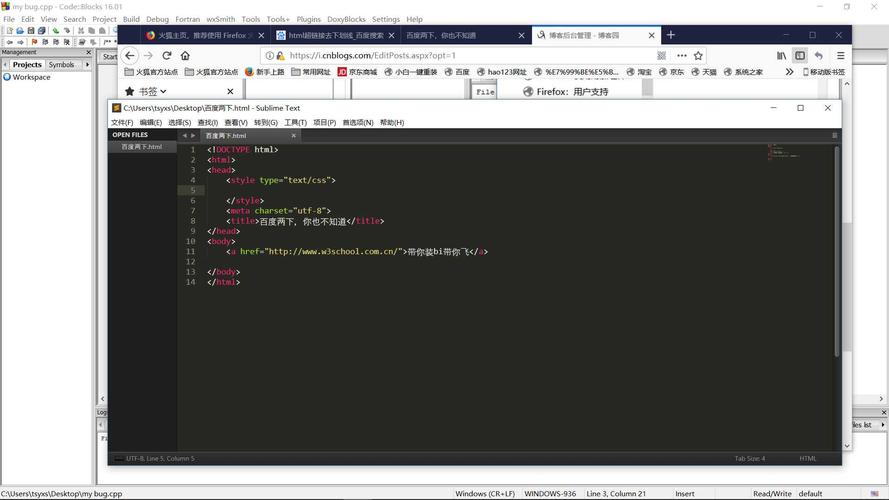 my bug.cpp - Code::Blocks 16.01
File Edit View Search Project Build Debug Fortran wxSmith Tools Tools+ Plugins DoxyBlocks Settings Help
Management
Projects Symbols
Workspace
Start
火狐主页，推荐使用 Firefox
html超链接去下划线_百度搜索
百度两下，你也不知道
博客后台管理 - 博客园
https://i.cnblogs.com/EditPosts.aspx?opt=1
火狐官方站点 火狐官方站点 新手上路 常用网址 JD 京东商城 小白一键重装 百度 hao123网址 %E7%99%BE%E5%B... 淘宝 京东 天猫 系统之家 移动版书签
书签
File
Firefox：用户支持
C:\Users\tsyxs\Desktop\百度两下.html - Sublime Text
文件(F) 编辑(E) 选择(S) 查找(I) 查看(V) 转到(G) 工具(T) 项目(P) 首选项(N) 帮助(H)
OPEN FILES
百度两下.html
百度两下.html
1 <!DOCTYPE html>
2 <html>
3 <head>
4 <style type="text/css">
5
6 </style>
7 <meta charset="utf-8">
8 <title>百度两下，你也不知道</title>
9 </head>
10 <body>
11 <a href="http://www.w3school.com.cn/">带你装bi带你飞</a>
12
13 </body>
14 </html>
UTF-8, Line 5, Column 5
Tab Size: 4
HTML
C:\Users\tsyxs\Desktop\my bug.cpp
Windows (CR+LF)
WINDOWS-936
Line 3, Column 21
Insert
Read/Write
default